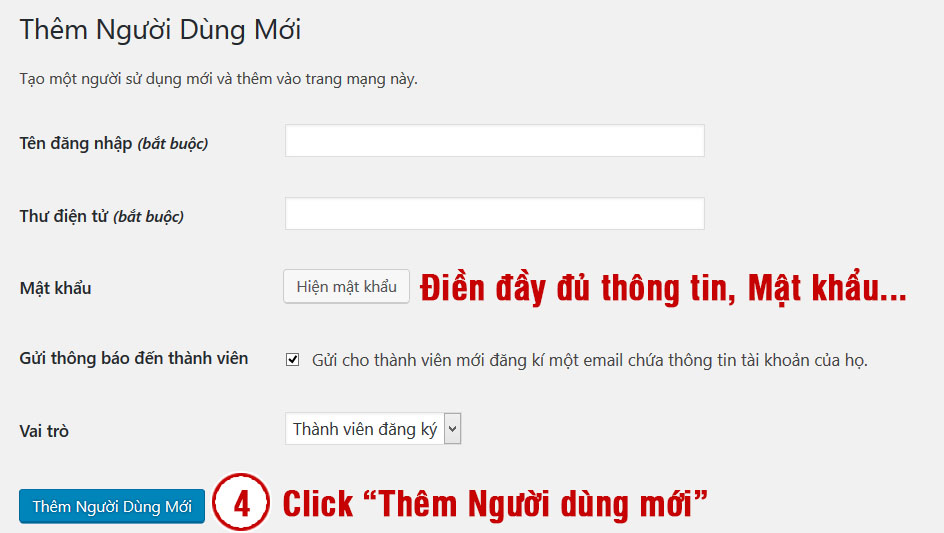 Thêm Người Dùng Mới
Tạo một người sử dụng mới và thêm vào trang mạng này.
Tên đăng nhập (bắt buộc)
Thư điện tử (bắt buộc)
Mật khẩu Hiện mật khẩu Điền đầy đủ thông tin, Mật khẩu...
Gửi thông báo đến thành viên Gửi cho thành viên mới đăng kí một email chứa thông tin tài khoản của họ.
Vai trò Thành viên đăng ký
Thêm Người Dùng Mới 4 Click “Thêm Người dùng mới”